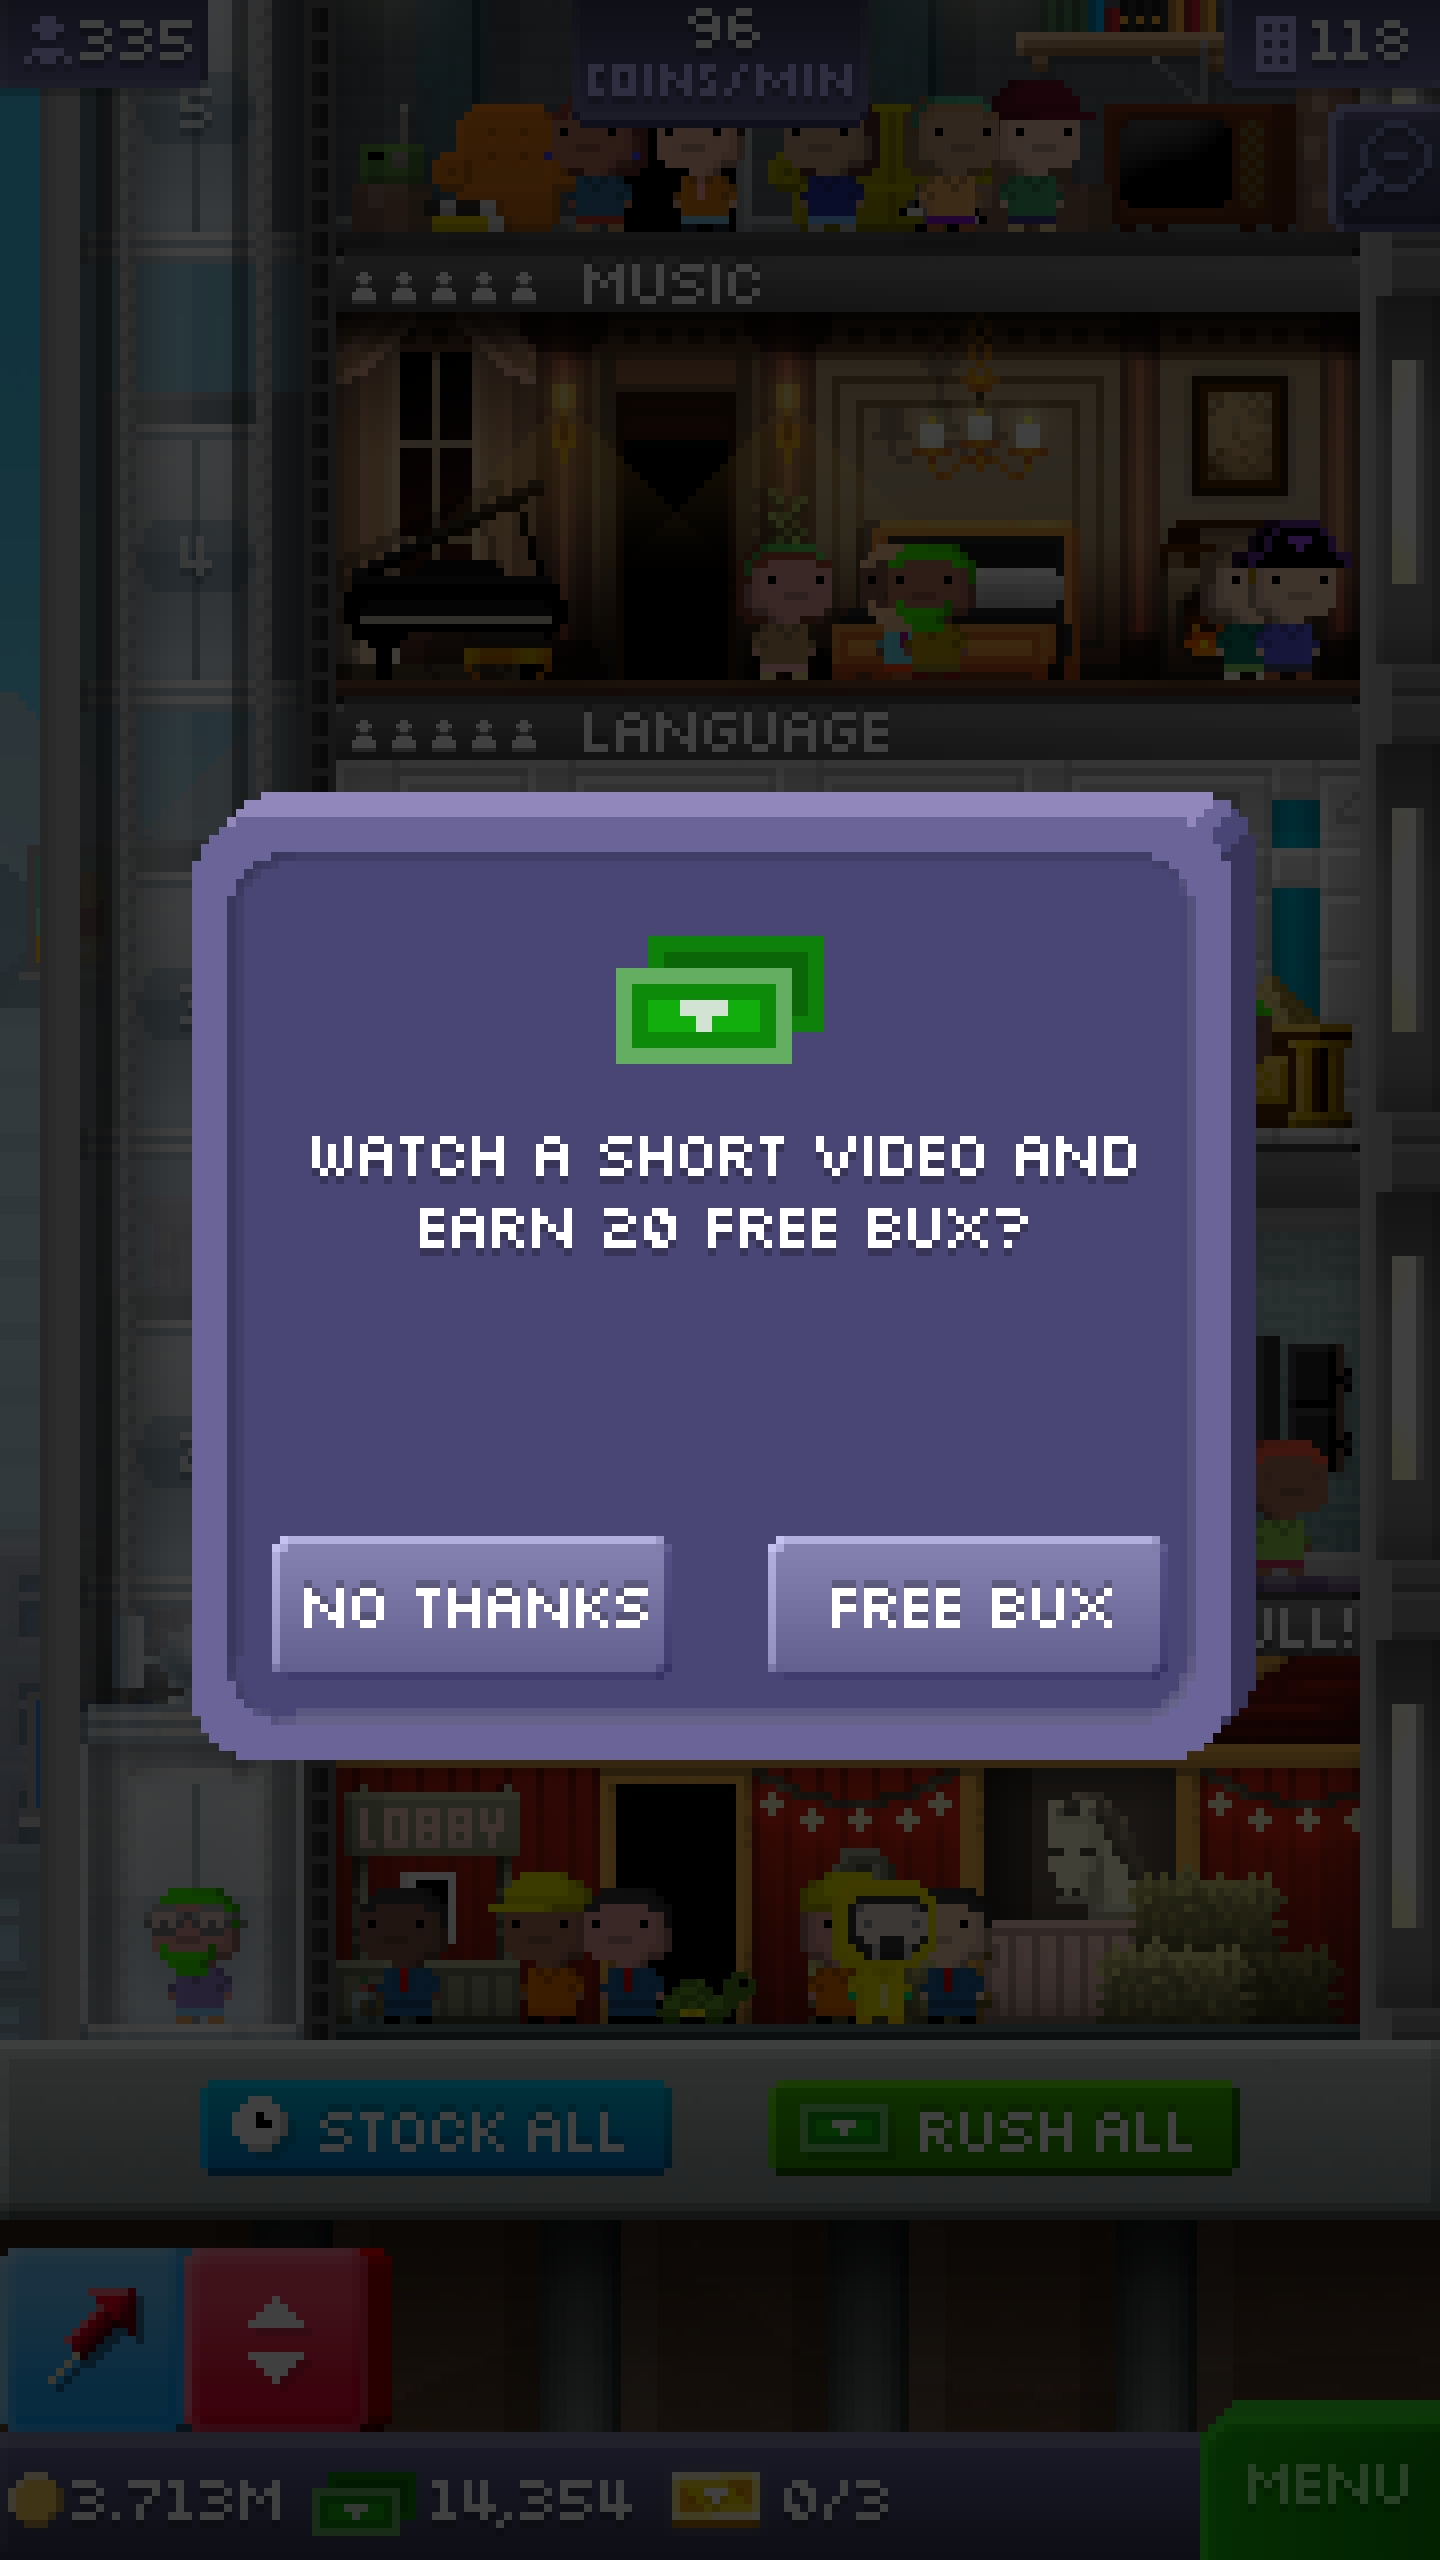 335
96
COINS/MIN
118
5
MUSIC
4
LANGUAGE
WATCH A SHORT VIDEO AND
EARN 20 FREE BUX?
NO THANKS
FREE BUX
LOBBY
STOCK ALL
RUSH ALL
3.713M
14,354
0/3
MENU